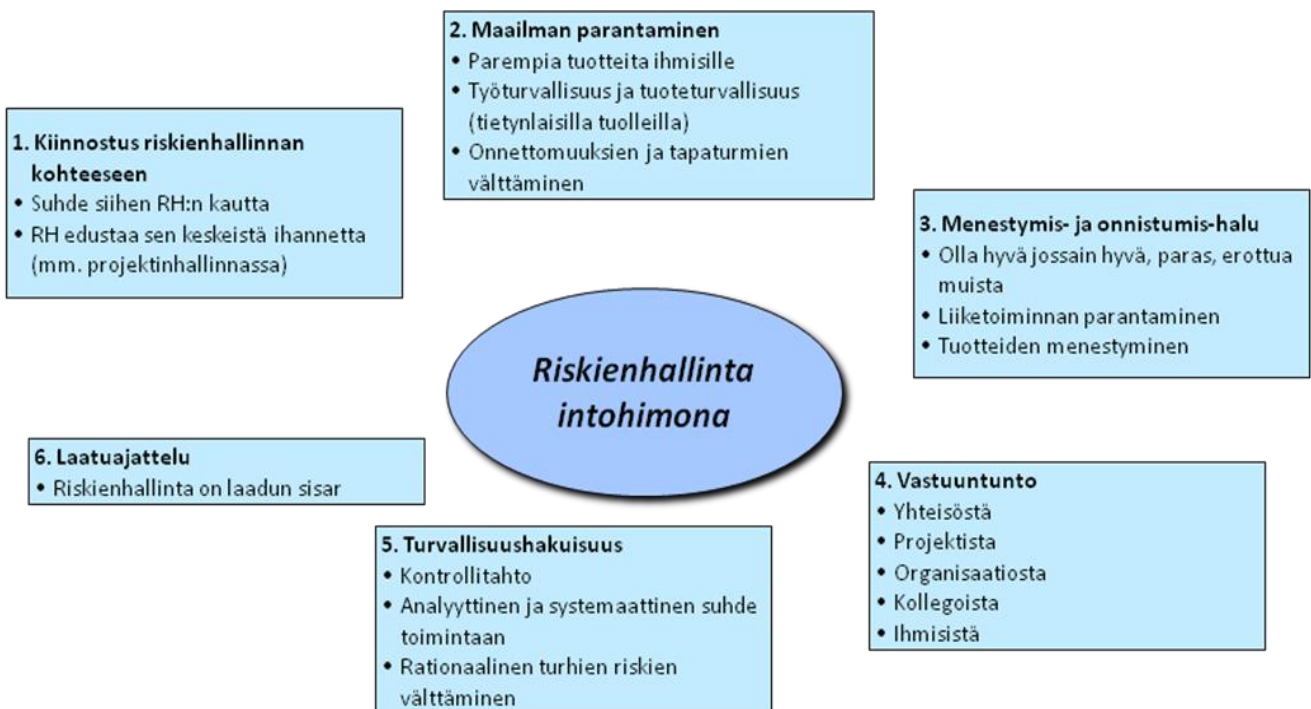 2. Maailman parantaminen
• Parempia tuotteita ihmisille
• Työturvallisuus ja tuoteturvallisuus
(tietynlaisilla tuolleilla)
• Onnettomuuksien ja tapaturmien
välttäminen
1. Kiinnostus riskienhallinnan
kohteeseen
• Suhde siihen RH:n kautta
• RH edustaa sen keskeistä ihannetta
(mm. projektinhallinnassa)
3. Menestymis- ja onnistumis-halu
• Olla hyvä jossain hyvä, paras, erottua
muista
• Liiketoiminnan parantaminen
• Tuotteiden menestyminen
Riskienhallinta
intohimona
6. Laatuajattelu
• Riskienhallinta on laadun sisar
4. Vastuuntunto
• Yhteisöstä
• Projektista
• Organisaatiosta
• Kollegoista
• Ihmisistä
5. Turvallisuushakuisuus
• Kontrollitahto
• Analyyttinen ja systemaattinen suhde
toimintaan
• Rationaalinen turhien riskien
välttäminen